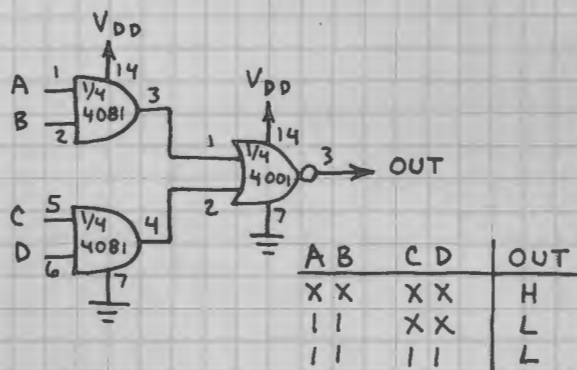 VDD
A 1 14
1/4 3
B 4081
2
VDD
14
1 1/4 3
4001 OUT
2
7
C 5 1/4 4
D 4081
6 7
A B C D OUT
X X X X H
1 1 X X L
1 1 1 1 L